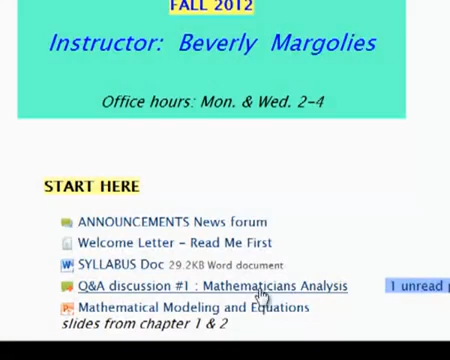 FALL 2012
Instructor: Beverly Margolies
Office hours: Mon. & Wed. 2-4
START HERE
ANNOUNCEMENTS News forum
Welcome Letter - Read Me First
SYLLABUS Doc 29.2KB Word document
Q&A discussion #1 : Mathematicians Analysis
1 unread
Mathematical Modeling and Equations
slides from chapter 1 & 2